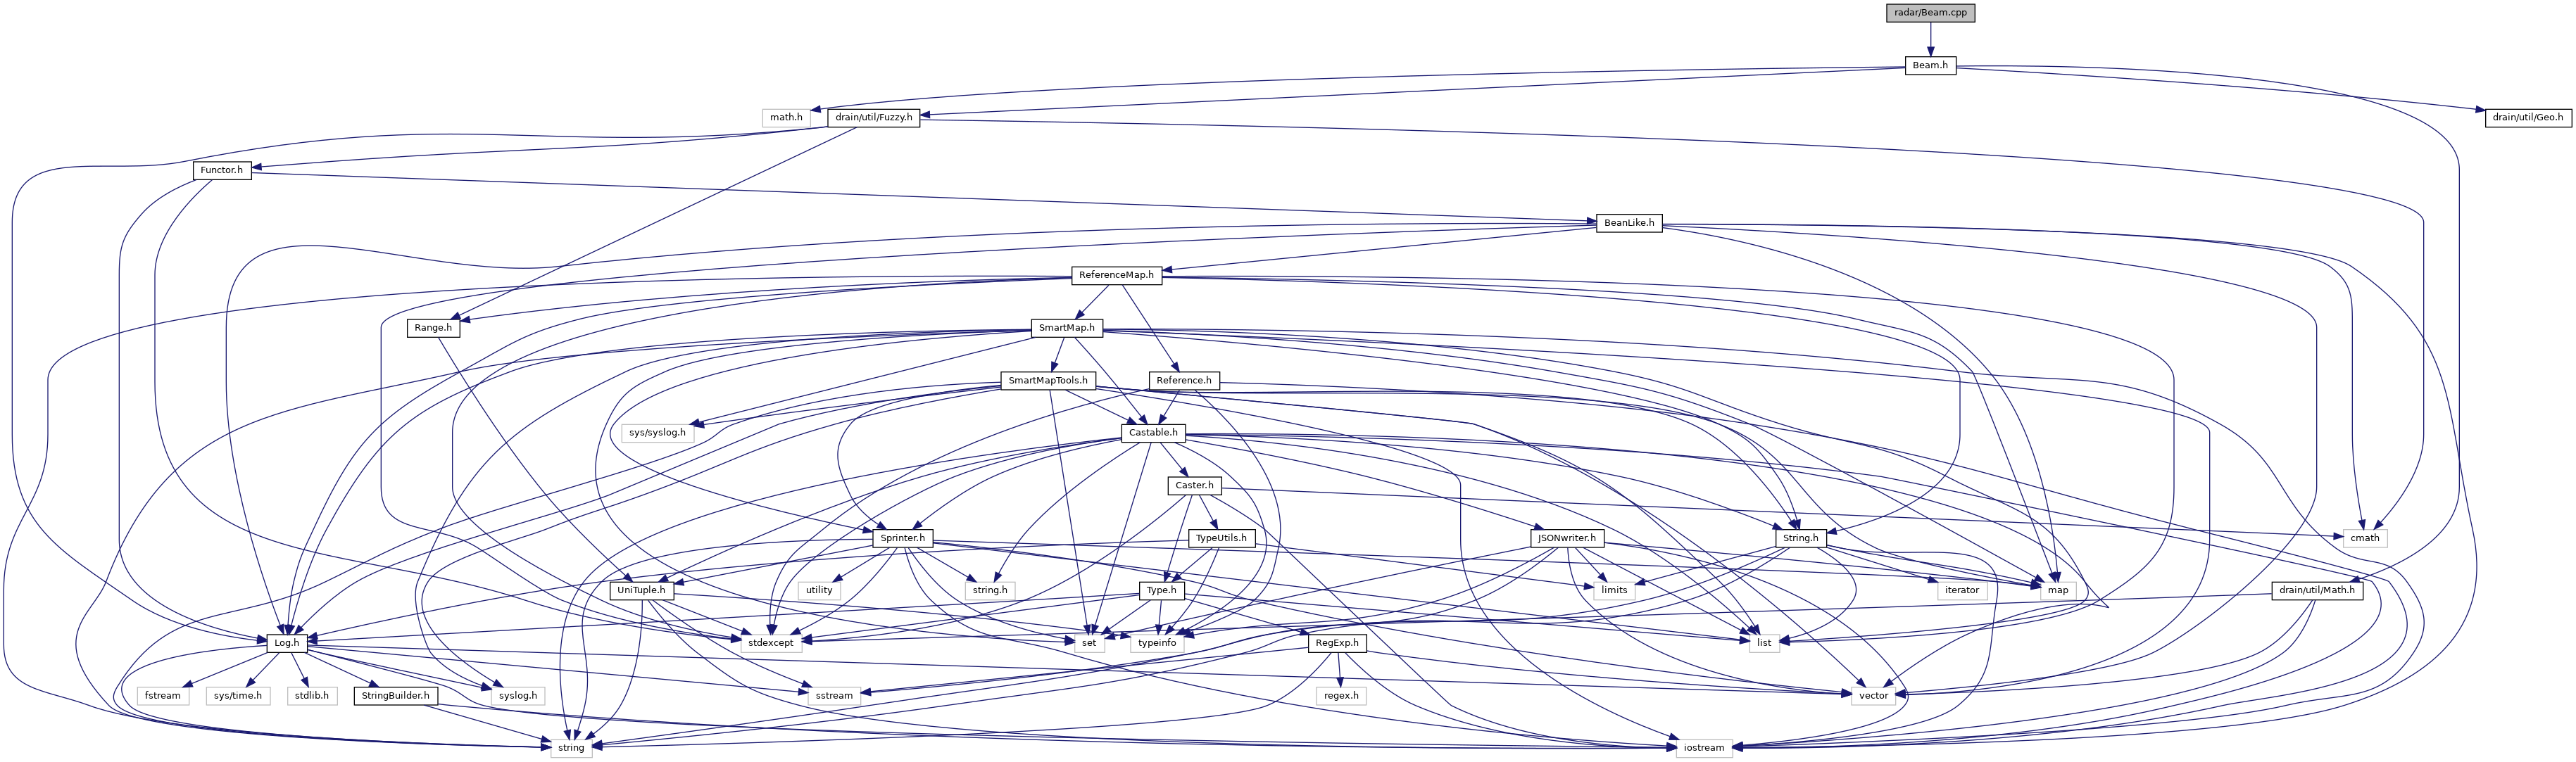 radar/Beam.cpp
Beam.h
math.h
drain/util/Fuzzy.h
drain/util/Geo.h
Functor.h
BeanLike.h
ReferenceMap.h
Range.h
SmartMap.h
SmartMapTools.h
Reference.h
sys/syslog.h
Castable.h
Caster.h
Sprinter.h
TypeUtils.h
JSONwriter.h
String.h
cmath
utility
string.h
UniTuple.h
Type.h
limits
iterator
map
drain/util/Math.h
Log.h
stdexcept
set
typeinfo
RegExp.h
list
fstream
sys/time.h
stdlib.h
StringBuilder.h
syslog.h
sstream
regex.h
vector
string
iostream